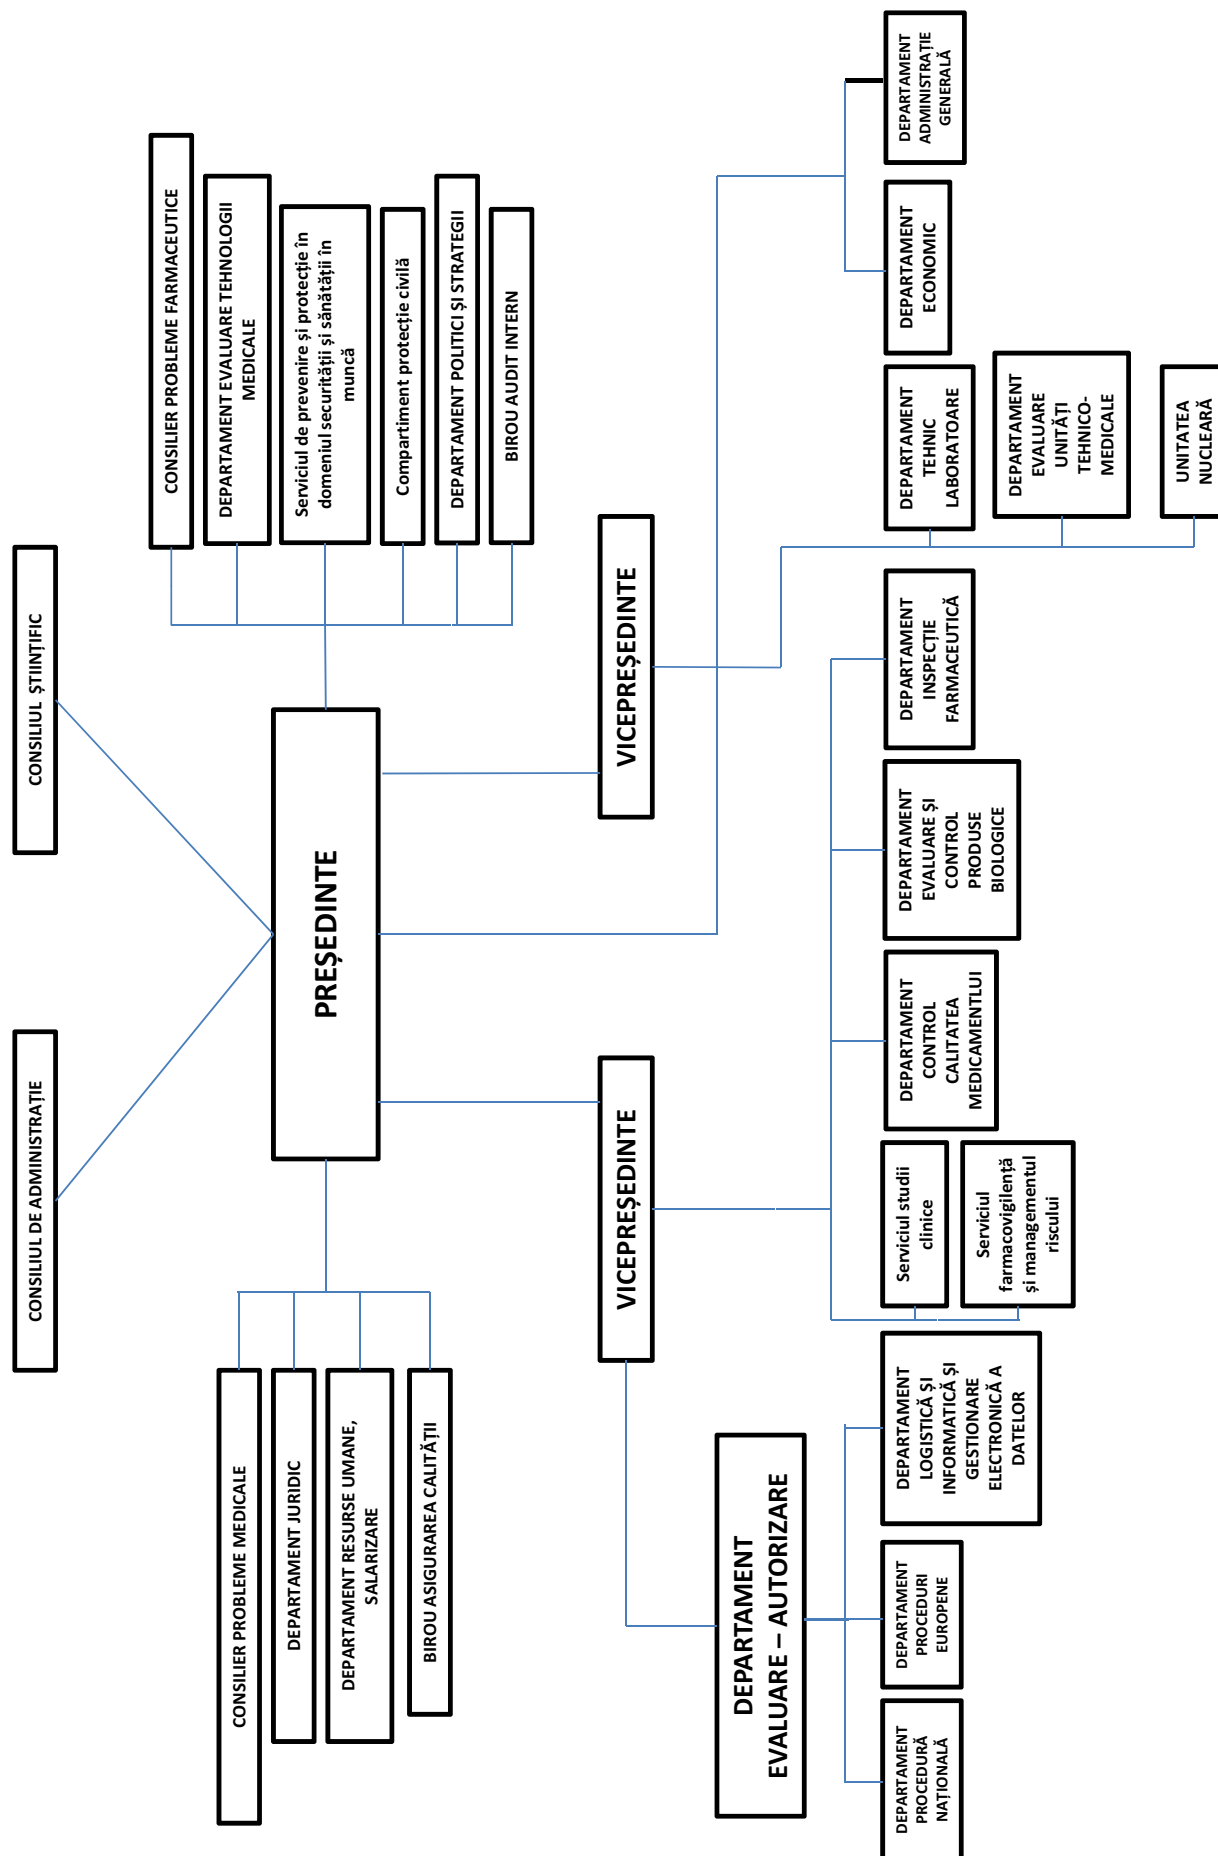 CONSILIUL DE ADMINISTRAȚIE
CONSILIUL ȘTIINȚIFIC
CONSILIER PROBLEME MEDICALE
DEPARTAMENT JURIDIC
DEPARTAMENT RESURSE UMANE,
SALARIZARE
BIROU ASIGURAREA CALITĂȚII
PREȘEDINTE
CONSILIER PROBLEME FARMACEUTICE
DEPARTAMENT EVALUARE TEHNOLOGII
MEDICALE
Serviciul de prevenire și protecție în
domeniul securității și sănătății în
muncă
Compartiment protecție civilă
DEPARTAMENT POLITICI ȘI STRATEGII
BIROU AUDIT INTERN
VICEPREȘEDINTE
VICEPREȘEDINTE
DEPARTAMENT
EVALUARE – AUTORIZARE
DEPARTAMENT
PROCEDURĂ
NAȚIONALĂ
DEPARTAMENT
PROCEDURI
EUROPENE
DEPARTAMENT
LOGISTICĂ ȘI
INFORMATICĂ ȘI
GESTIONARE
ELECTRONICĂ A
DATELOR
Serviciul studii
clinice
Serviciul
farmacovigilență
și managementul
riscului
DEPARTAMENT
CONTROL
CALITATEA
MEDICAMENTLUI
DEPARTAMENT
EVALUARE ȘI
CONTROL
PRODUSE
BIOLOGICE
DEPARTAMENT
INSPECȚIE
FARMACEUTICĂ
DEPARTAMENT
TEHNIC
LABORATOARE
DEPARTAMENT
EVALUARE
UNITĂȚI
TEHNICO-
MEDICALE
UNITATEA
NUCLEARĂ
DEPARTAMENT
ECONOMIC
DEPARTAMENT
ADMINISTRAȚIE
GENERALĂ